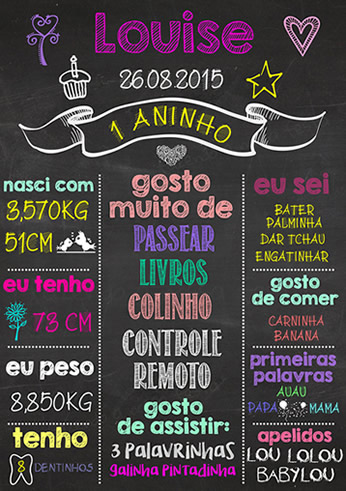 Louise
26.08.2015
1 ANINHO
nasci com
3,570KG
51CM
eu tenho
73 CM
eu peso
8,850KG
tenho
8 DENTINHOS
gosto
muito de
PASSEAR
LIVROS
COLINHO
CONTROLE
REMOTO
gosto
de assistir:
3 PALAVRINHAS
galinha pintadinha
eu sei
BATER
PALMINHA
DAR TCHAU
ENGATINHAR
gosto
de comer
CARNINHA
BANANA
primeiras
palavras
AUAU
PAPA MAMA
apelidos
LOU LOLOU
BABYLOU